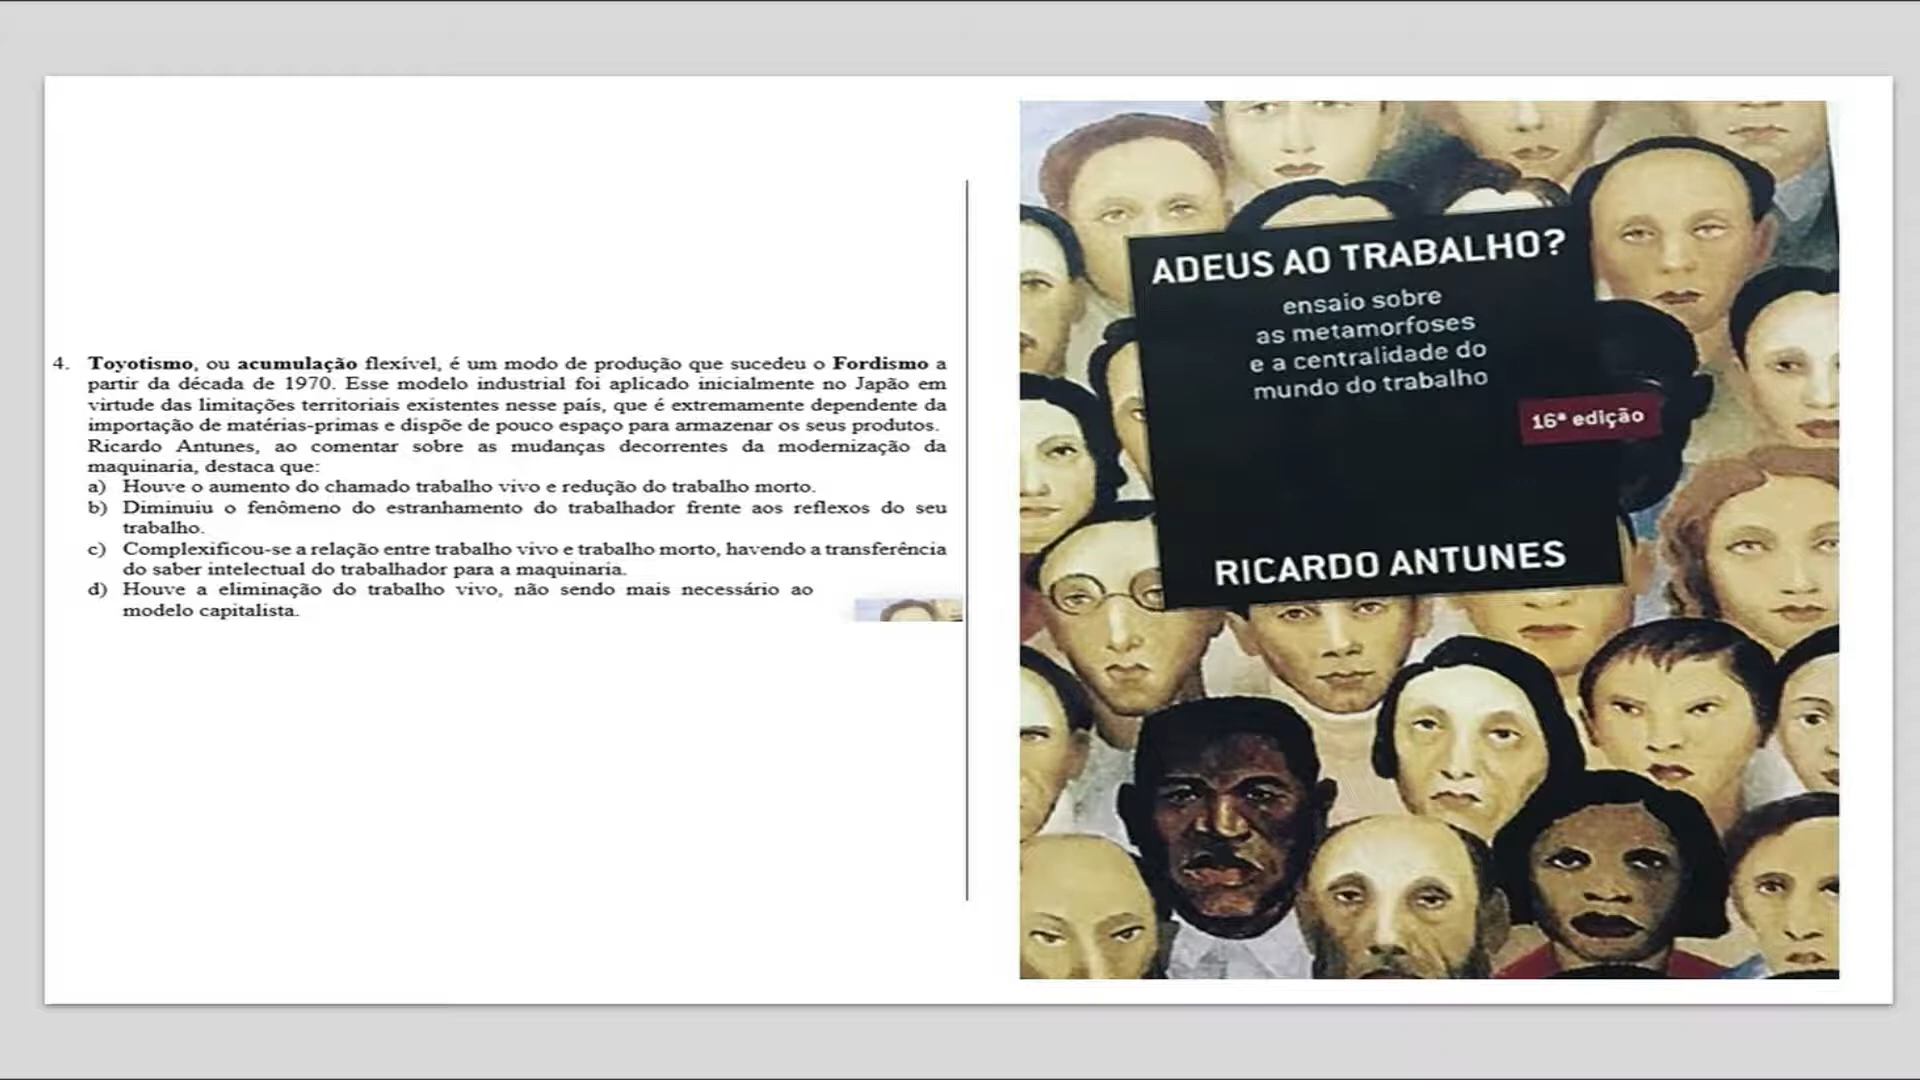 4. Toyotismo, ou acumulação flexível, é um modo de produção que sucedeu o Fordismo a
partir da década de 1970. Esse modelo industrial foi aplicado inicialmente no Japão em
virtude das limitações territoriais existentes nesse país, que é extremamente dependente da
importação de matérias-primas e dispõe de pouco espaço para armazenar os seus produtos.
Ricardo Antunes, ao comentar sobre as mudanças decorrentes da modernização da
maquinaria, destaca que:
a) Houve o aumento do chamado trabalho vivo e redução do trabalho morto.
b) Diminuiu o fenômeno do estranhamento do trabalhador frente aos reflexos do seu
trabalho.
c) Complexificou-se a relação entre trabalho vivo e trabalho morto, havendo a transferência
do saber intelectual do trabalhador para a maquinaria.
d) Houve a eliminação do trabalho vivo, não sendo mais necessário ao
modelo capitalista.
ADEUS AO TRABALHO?
ensaio sobre
as metamorfoses
e a centralidade do
mundo do trabalho
16ª edição
RICARDO ANTUNES